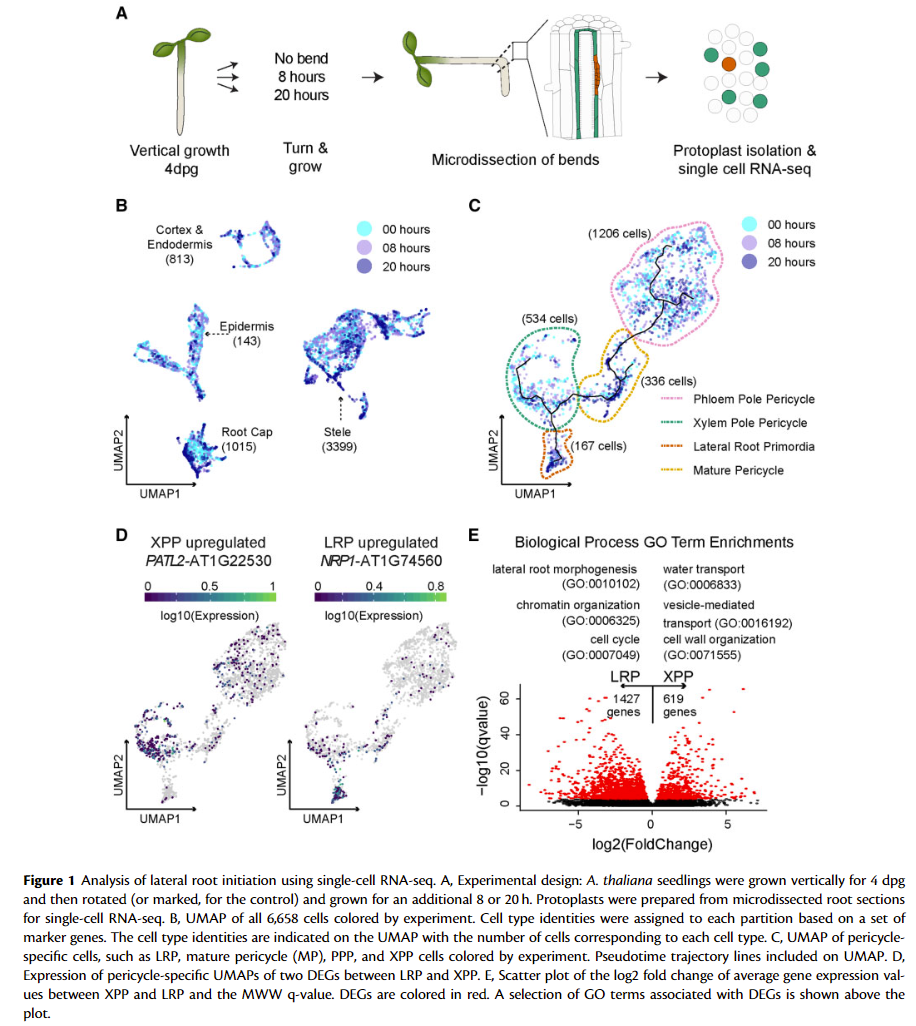 A
Vertical growth
4dpg
No bend
8 hours
20 hours
Turn &
grow
Microdissection of bends
Protoplast isolation &
single cell RNA-seq
B
Cortex &
Endodermis
(813)
00 hours
08 hours
20 hours
Epidermis
(143)
Root Cap
(1015)
Stele
(3399)
UMAP2
UMAP1
C
(1206 cells)
00 hours
08 hours
20 hours
(534 cells)
(336 cells)
(167 cells)
Phloem Pole Pericycle
Xylem Pole Pericycle
Lateral Root Primordia
Mature Pericycle
UMAP2
UMAP1
D
XPP upregulated
PATL2-AT1G22530
0 0.5 1
log10(Expression)
LRP upregulated
NRP1-AT1G74560
0 0.4 0.8
log10(Expression)
UMAP2
UMAP1
UMAP2
UMAP1
E
Biological Process GO Term Enrichments
lateral root morphogenesis
(GO:0010102)
chromatin organization
(GO:0006325)
cell cycle
(GO:0007049)
water transport
(GO:0006833)
vesicle-mediated
transport (GO:0016192)
cell wall organization
(GO:0071555)
LRP XPP
1427 619
genes genes
60
40
20
0
−log10(qvalue)
−5 0 5
log2(FoldChange)
Figure 1 Analysis of lateral root initiation using single-cell RNA-seq. A, Experimental design: A. thaliana seedlings were grown vertically for 4 dpg
and then rotated (or marked, for the control) and grown for an additional 8 or 20 h. Protoplasts were prepared from microdissected root sections
for single-cell RNA-seq. B, UMAP of all 6,658 cells colored by experiment. Cell type identities were assigned to each partition based on a set of
marker genes. The cell type identities are indicated on the UMAP with the number of cells corresponding to each cell type. C, UMAP of pericycle-
specific cells, such as LRP, mature pericycle (MP), PPP, and XPP cells colored by experiment. Pseudotime trajectory lines included on UMAP. D,
Expression of pericycle-specific UMAPs of two DEGs between LRP and XPP. E, Scatter plot of the log2 fold change of average gene expression val-
ues between XPP and LRP and the MWW q-value. DEGs are colored in red. A selection of GO terms associated with DEGs is shown above the
plot.